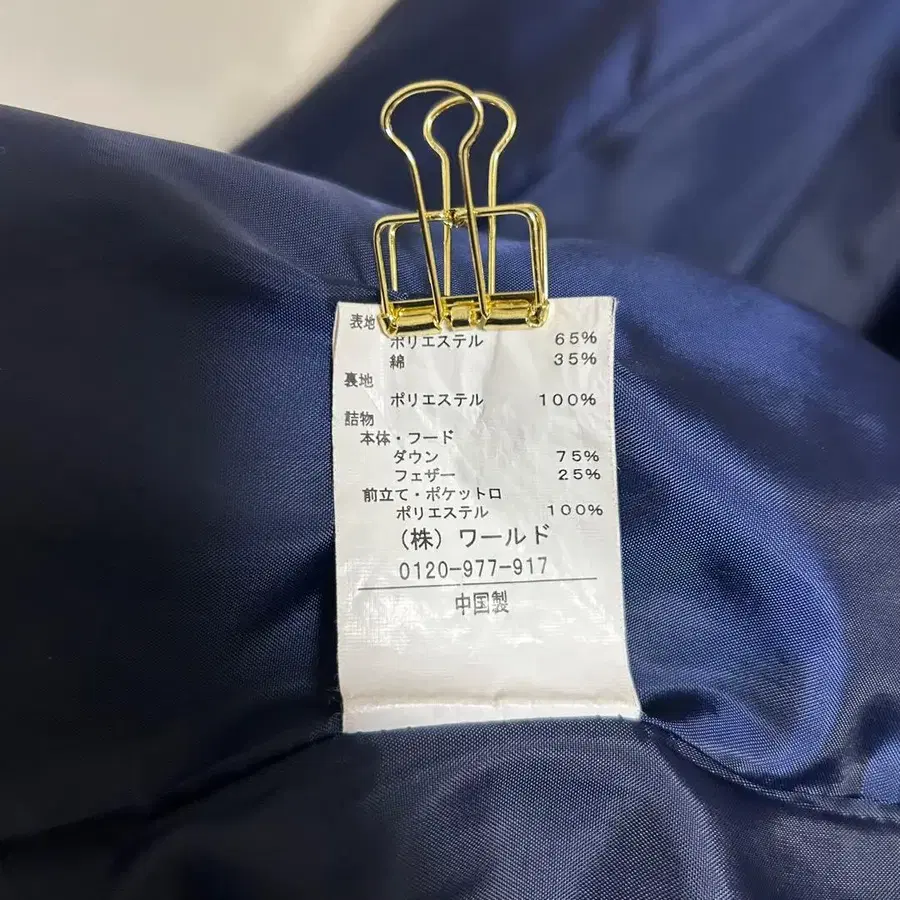 表地
ポリエステル 65%
綿 35%
裏地
ポリエステル 100%
詰物
本体・フード
ダウン 75%
フェザー 25%
前立て・ポケット口
ポリエステル 100%
(株)ワールド
0120-977-917
中国製